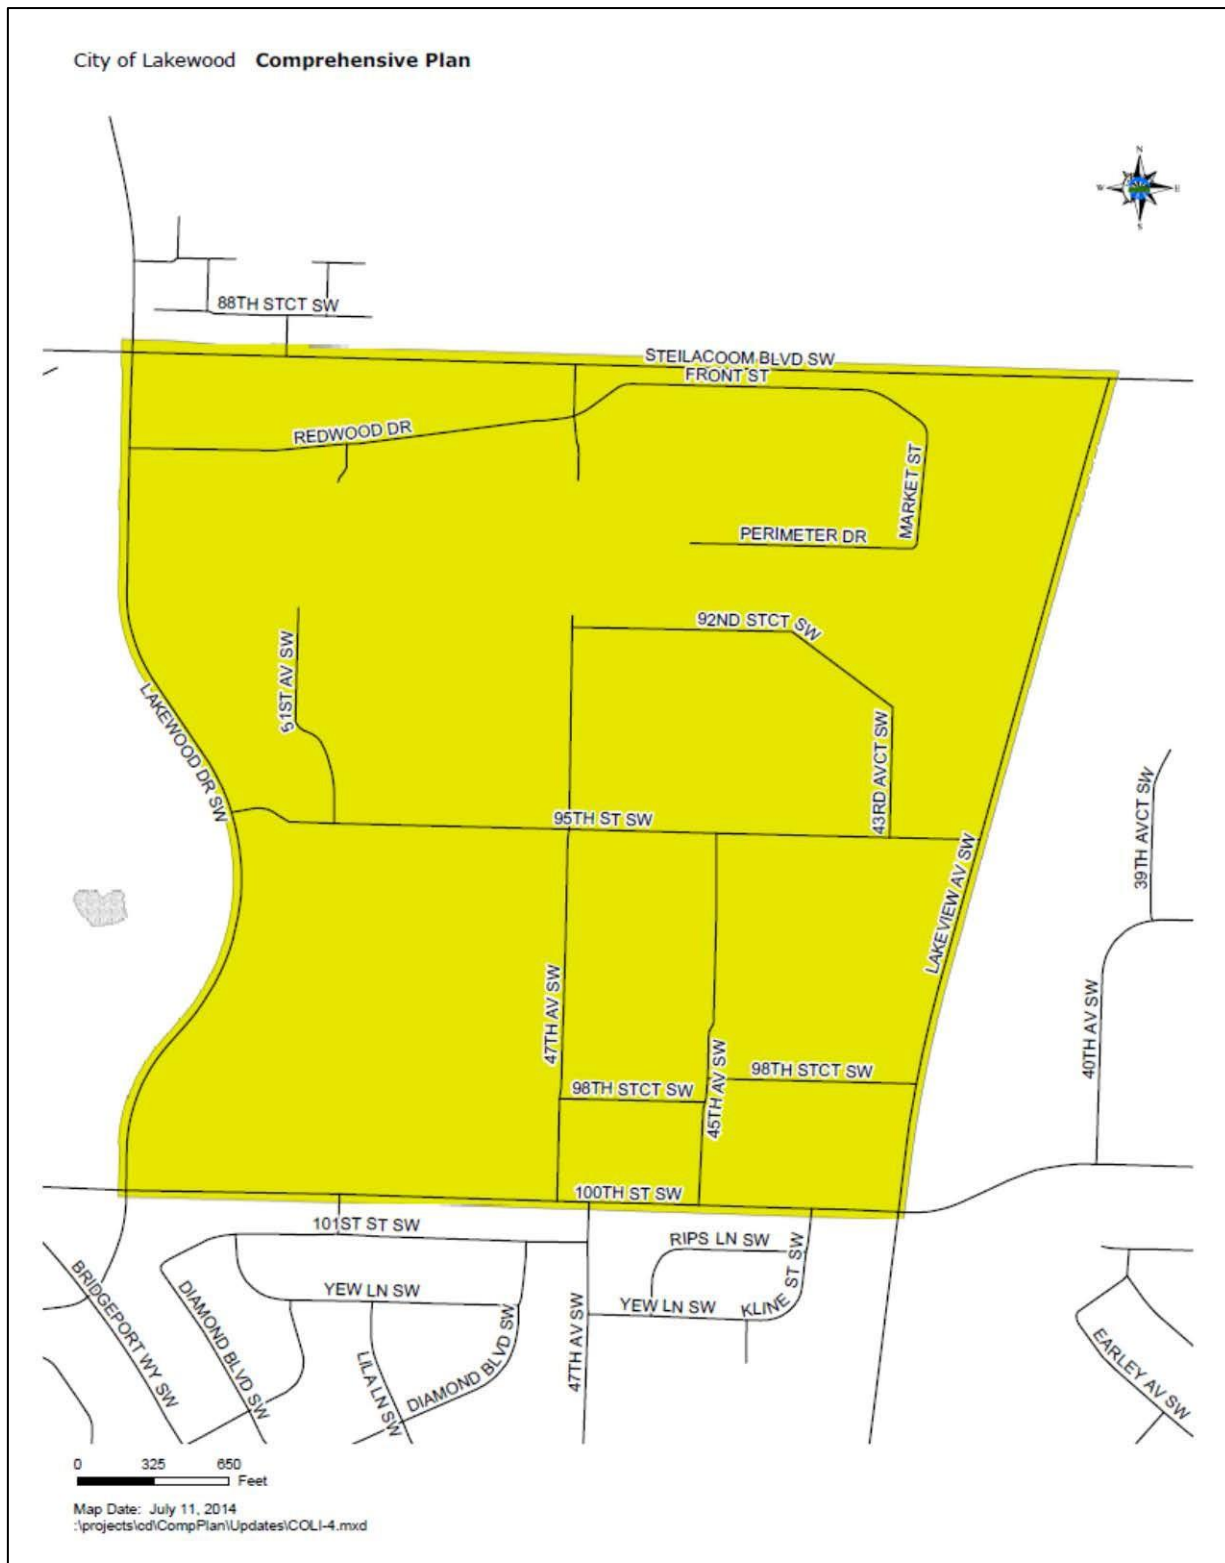 City of Lakewood Comprehensive Plan
N
W
E
S
88TH STCT SW
STEILACOOM BLVD SW
FRONT ST
REDWOOD DR
MARKET ST
PERIMETER DR
92ND STCT SW
51ST AV SW
LAKEWOOD DR SW
43RD AVCT SW
95TH ST SW
39TH AVCT SW
LAKEVIEW AV SW
47TH AV SW
40TH AV SW
45TH AV SW
98TH STCT SW
98TH STCT SW
100TH ST SW
101ST ST SW
RIPS LN SW
KLINE ST SW
YEW LN SW
YEW LN SW
BRIDGEPORT WY SW
DIAMOND BLVD SW
LILA LN SW
DIAMOND BLVD SW
47TH AV SW
EARLEY AV SW
0 325 650
Feet
Map Date: July 11, 2014
:\projects\cd\CompPlan\Updates\COLI-4.mxd